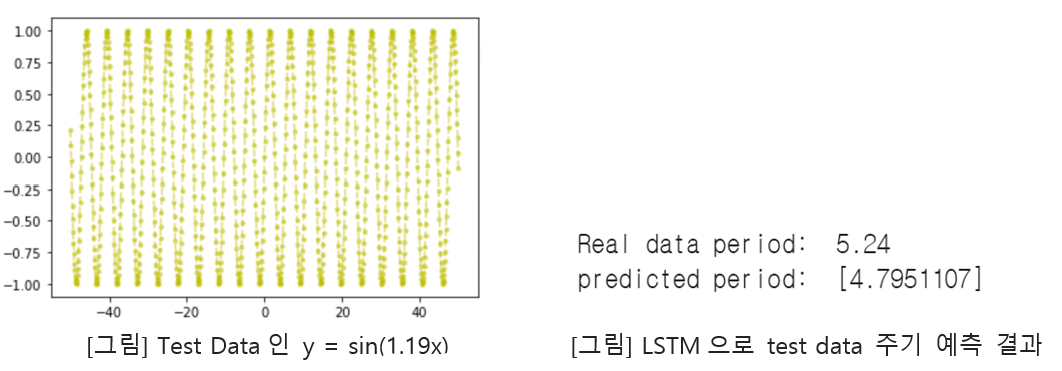 1.00
0.75
0.50
0.25
0.00
−0.25
−0.50
−0.75
−1.00
−40 −20 0 20 40
[그림] Test Data 인 y = sin(1.19x)
Real data period: 5.24
predicted period: [4.7951107]
[그림] LSTM 으로 test data 주기 예측 결과